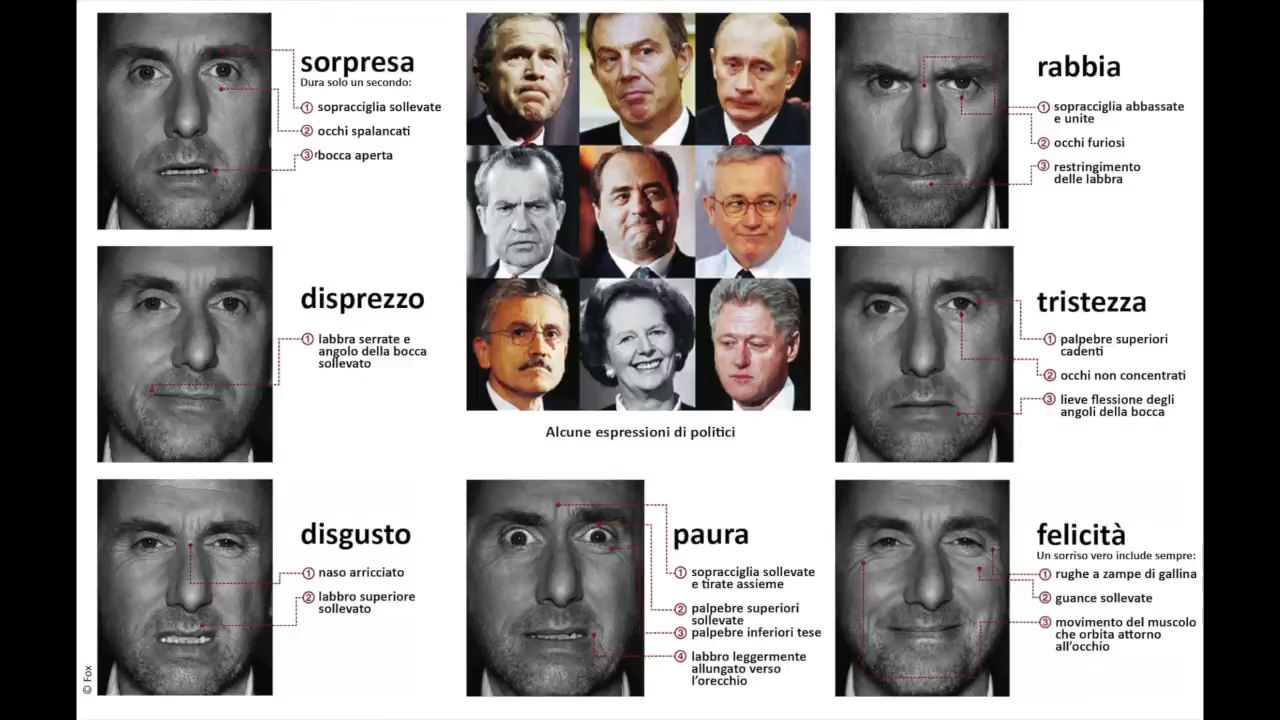 sorpresa
Dura solo un secondo:
1 sopracciglia sollevate
2 occhi spalancati
3 bocca aperta
rabbia
1 sopracciglia abbassate
e unite
2 occhi furiosi
3 restringimento
delle labbra
disprezzo
1 labbra serrate e
angolo della bocca
sollevato
Alcune espressioni di politici
tristezza
1 palpebre superiori
cadenti
2 occhi non concentrati
3 lieve flessione degli
angoli della bocca
disgusto
1 naso arricciato
2 labbro superiore
sollevato
paura
1 sopracciglia sollevate
e tirate assieme
2 palpebre superiori
sollevate
3 palpebre inferiori tese
4 labbro leggermente
allungato verso
l'orecchio
felicità
Un sorriso vero include sempre:
1 rughe a zampe di gallina
2 guance sollevate
3 movimento del muscolo
che orbita attorno
all'occhio
© Fox